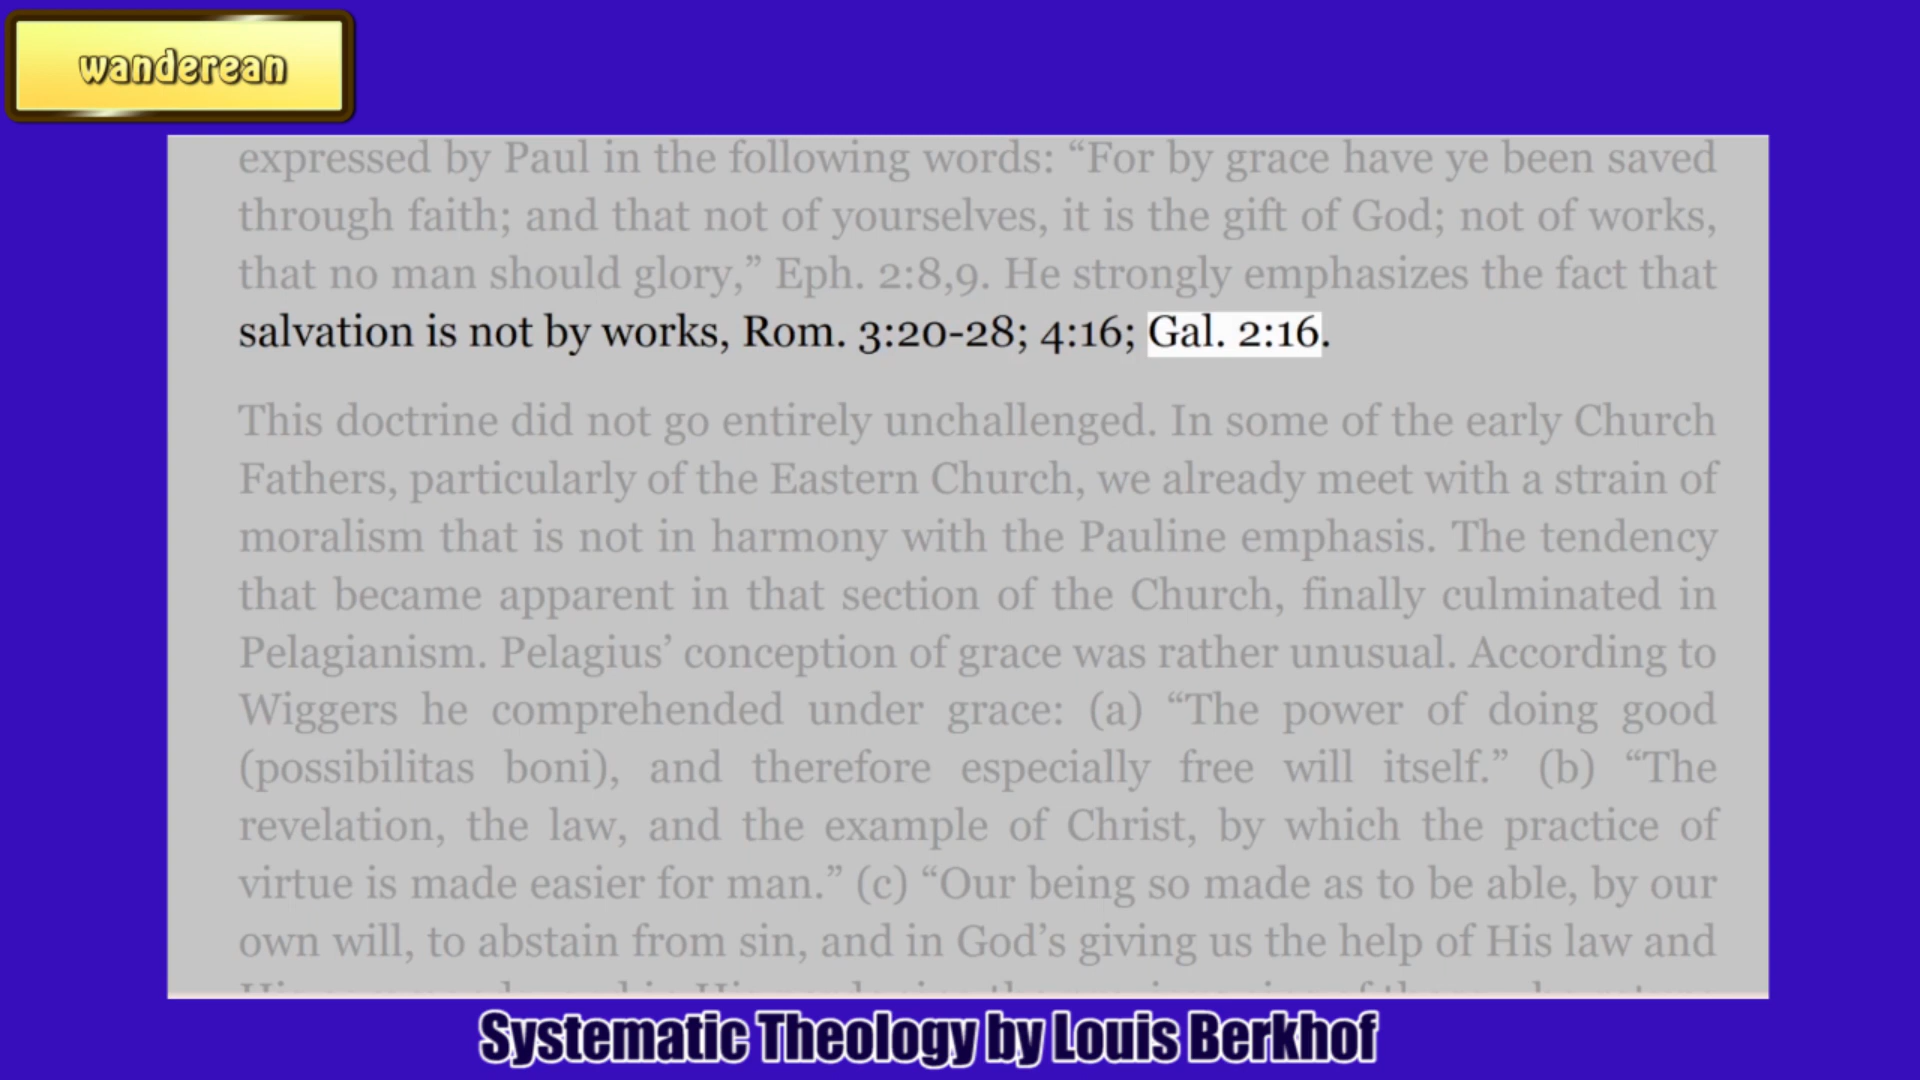 wanderean
expressed by Paul in the following words: “For by grace have ye been saved
through faith; and that not of yourselves, it is the gift of God; not of works,
that no man should glory,” Eph. 2:8,9. He strongly emphasizes the fact that
salvation is not by works, Rom. 3:20-28; 4:16; Gal. 2:16.
This doctrine did not go entirely unchallenged. In some of the early Church
Fathers, particularly of the Eastern Church, we already meet with a strain of
moralism that is not in harmony with the Pauline emphasis. The tendency
that became apparent in that section of the Church, finally culminated in
Pelagianism. Pelagius’ conception of grace was rather unusual. According to
Wiggers he comprehended under grace: (a) “The power of doing good
(possibilitas boni), and therefore especially free will itself.” (b) “The
revelation, the law, and the example of Christ, by which the practice of
virtue is made easier for man.” (c) “Our being so made as to be able, by our
own will, to abstain from sin, and in God’s giving us the help of His law and
Systematic Theology by Louis Berkhof